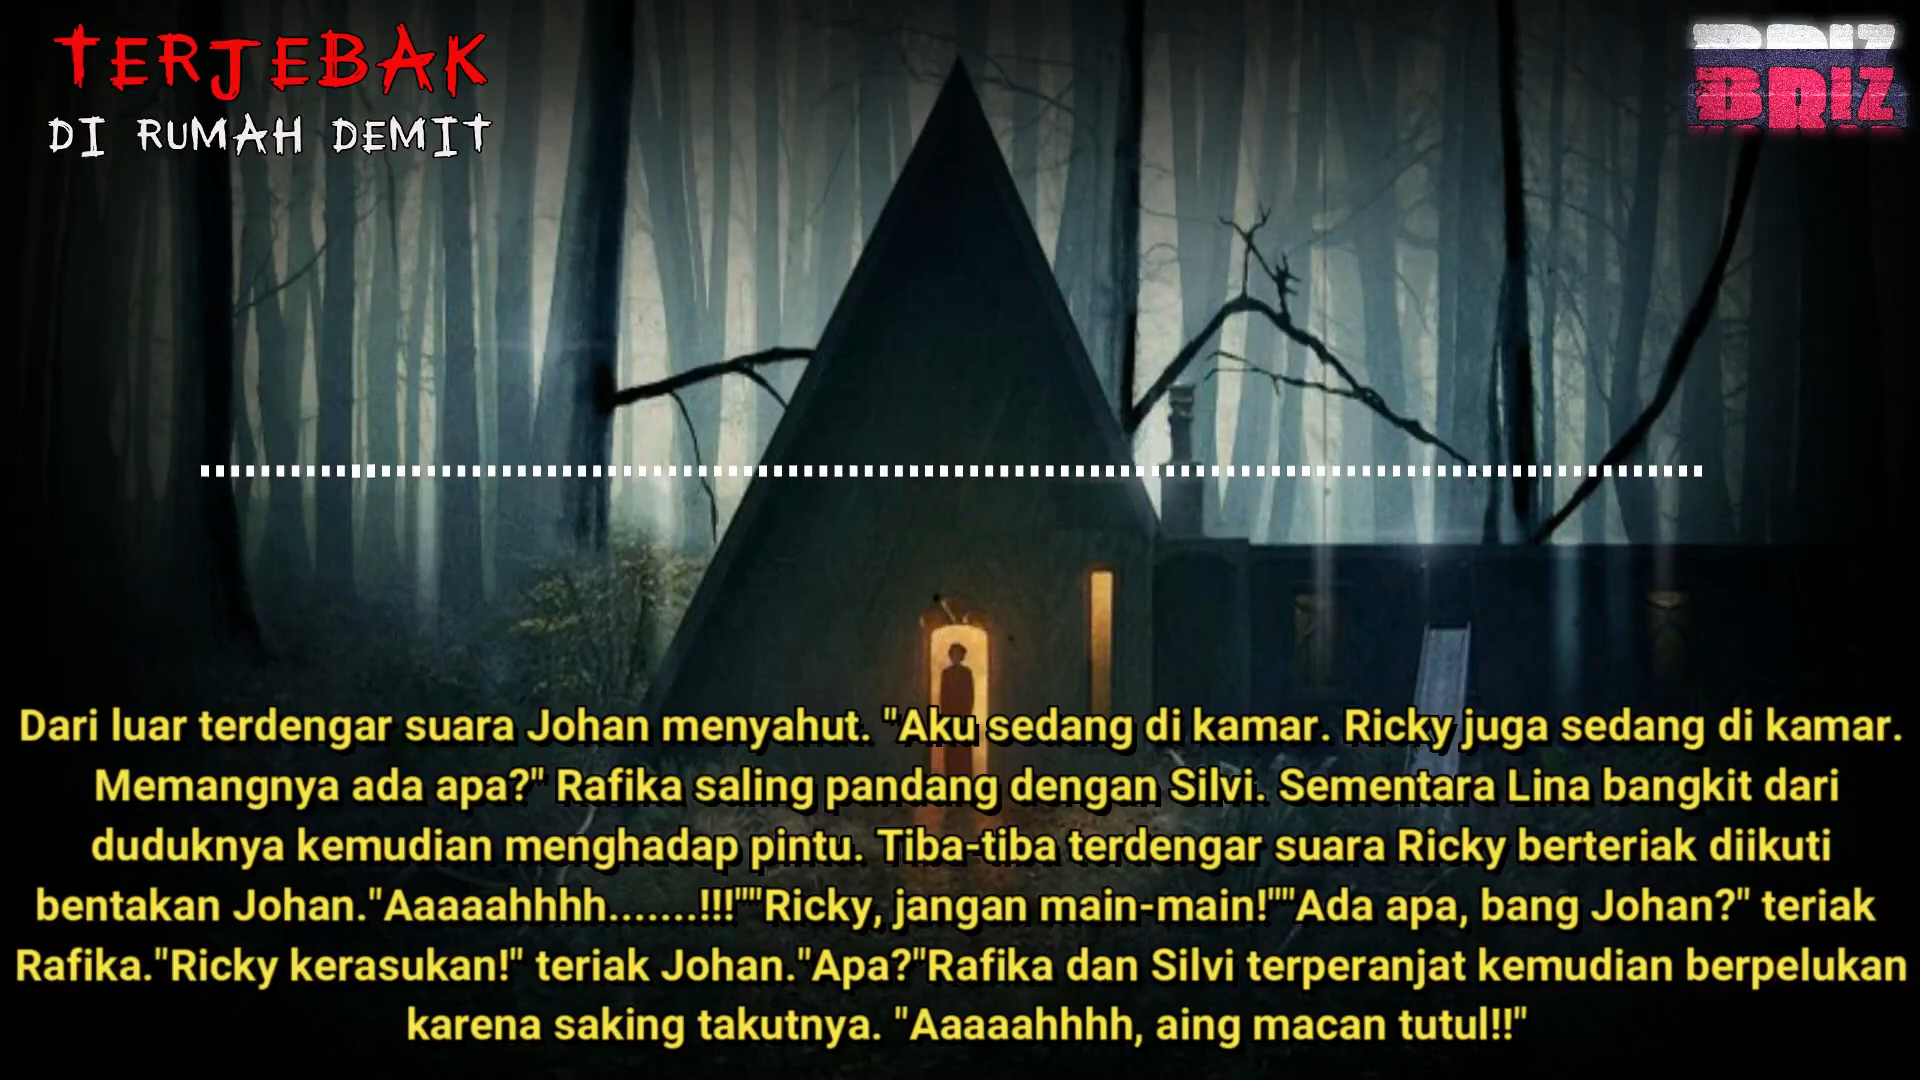 TERJEBAK
DI RUMAH DEMIT
BRIZ
BRIZ
Dari luar terdengar suara Johan menyahut. "Aku sedang di kamar. Ricky juga sedang di kamar.
Memangnya ada apa?" Rafika saling pandang dengan Silvi. Sementara Lina bangkit dari
duduknya kemudian menghadap pintu. Tiba-tiba terdengar suara Ricky berteriak diikuti
bentakan Johan."Aaaaahhhh.......!!!""Ricky, jangan main-main!""Ada apa, bang Johan?" teriak
Rafika."Ricky kerasukan!" teriak Johan."Apa?"Rafika dan Silvi terperanjat kemudian berpelukan
karena saking takutnya. "Aaaaahhhh, aing macan tutul!!"